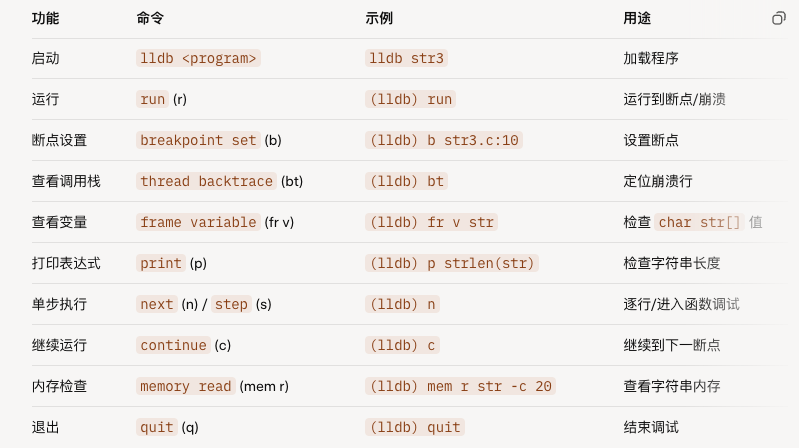 功能 命令 示例 用途
启动 lldb <program> lldb str3 加载程序
运行 run (r) (lldb) run 运行到断点/崩溃
断点设置 breakpoint set (b) (lldb) b str3.c:10 设置断点
查看调用栈 thread backtrace (bt) (lldb) bt 定位崩溃行
查看变量 frame variable (fr v) (lldb) fr v str 检查 char str[] 值
打印表达式 print (p) (lldb) p strlen(str) 检查字符串长度
单步执行 next (n) / step (s) (lldb) n 逐行/进入函数调试
继续运行 continue (c) (lldb) c 继续到下一断点
内存检查 memory read (mem r) (lldb) mem r str -c 20 查看字符串内存
退出 quit (q) (lldb) quit 结束调试